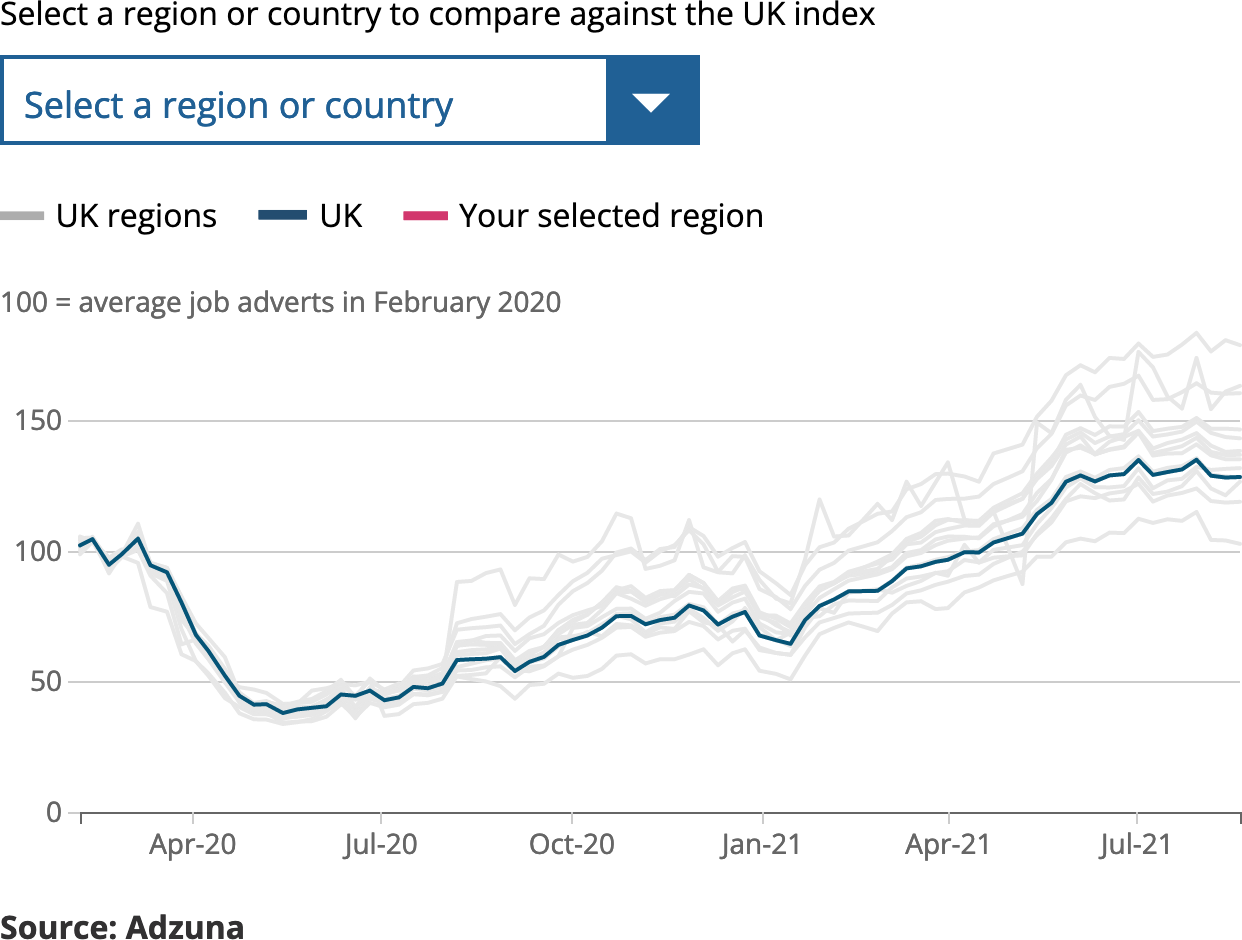 Select a region or country to compare against the UK index
Select a region or country
UK regions UK Your selected region
100 = average job adverts in February 2020
150
100
50
0
Apr-20 Jul-20 Oct-20 Jan-21 Apr-21 Jul-21
Source: Adzuna